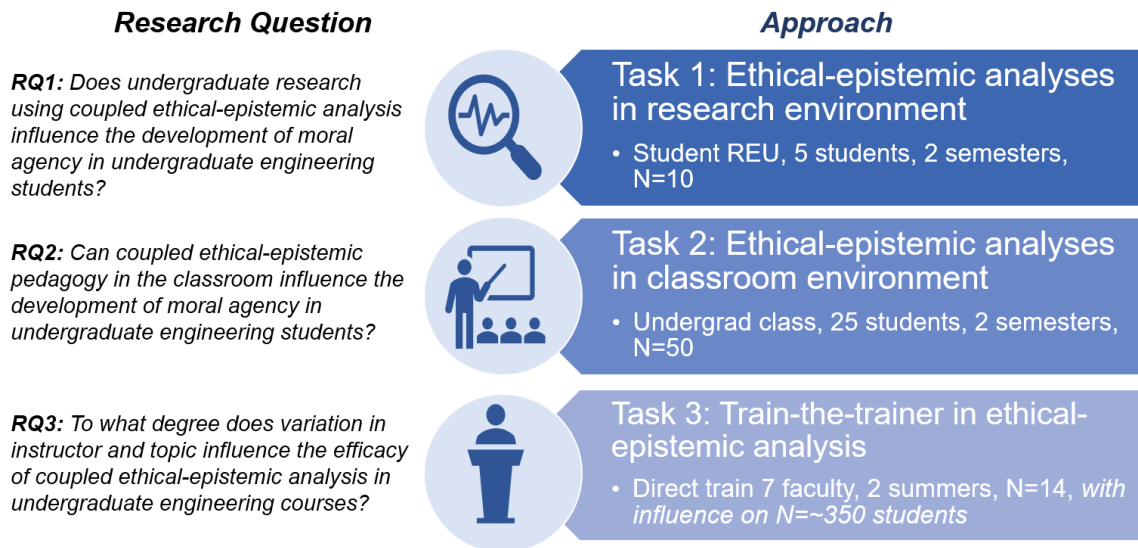 Research Question
Approach
RQ1: Does undergraduate research
using coupled ethical-epistemic analysis
influence the development of moral
agency in undergraduate engineering
students?
Task 1: Ethical-epistemic analyses
in research environment
• Student REU, 5 students, 2 semesters,
N=10
RQ2: Can coupled ethical-epistemic
pedagogy in the classroom influence the
development of moral agency in
undergraduate engineering students?
Task 2: Ethical-epistemic analyses
in classroom environment
• Undergrad class, 25 students, 2 semesters,
N=50
RQ3: To what degree does variation in
instructor and topic influence the efficacy
of coupled ethical-epistemic analysis in
undergraduate engineering courses?
Task 3: Train-the-trainer in ethical-
epistemic analysis
• Direct train 7 faculty, 2 summers, N=14, with
influence on N=~350 students